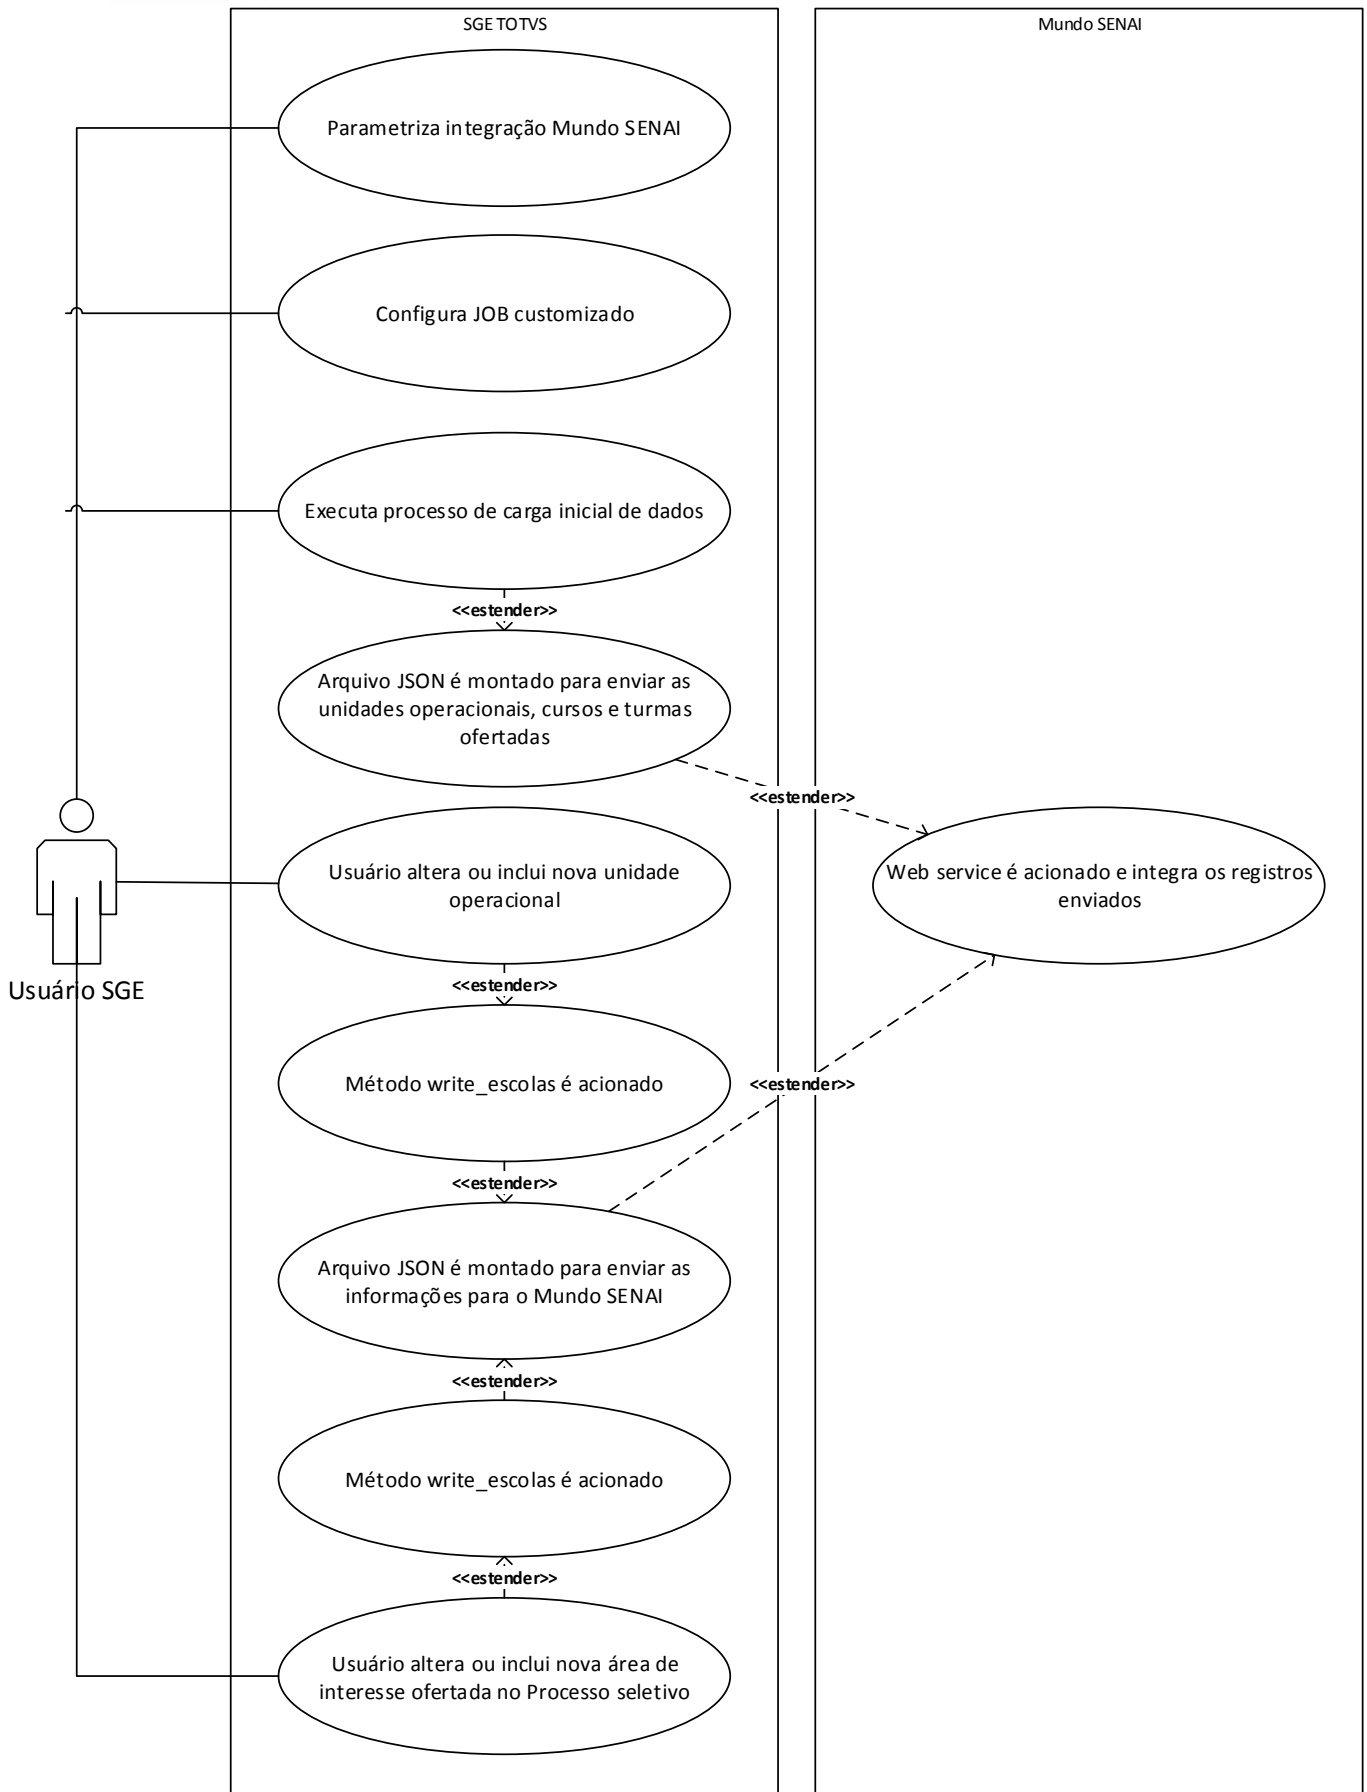 SGE TOTVS
Mundo SENAI
Parametriza integração Mundo SENAI
Configura JOB customizado
Executa processo de carga inicial de dados
<<estender>>
Arquivo JSON é montado para enviar as
unidades operacionais, cursos e turmas
ofertadas
<<estender>>
Usuário altera ou inclui nova unidade
operacional
Web service é acionado e integra os registros
enviados
Usuário SGE
<<estender>>
Método write_escolas é acionado
<<estender>>
<<estender>>
Arquivo JSON é montado para enviar as
informações para o Mundo SENAI
<<estender>>
Método write_escolas é acionado
<<estender>>
Usuário altera ou inclui nova área de
interesse ofertada no Processo seletivo